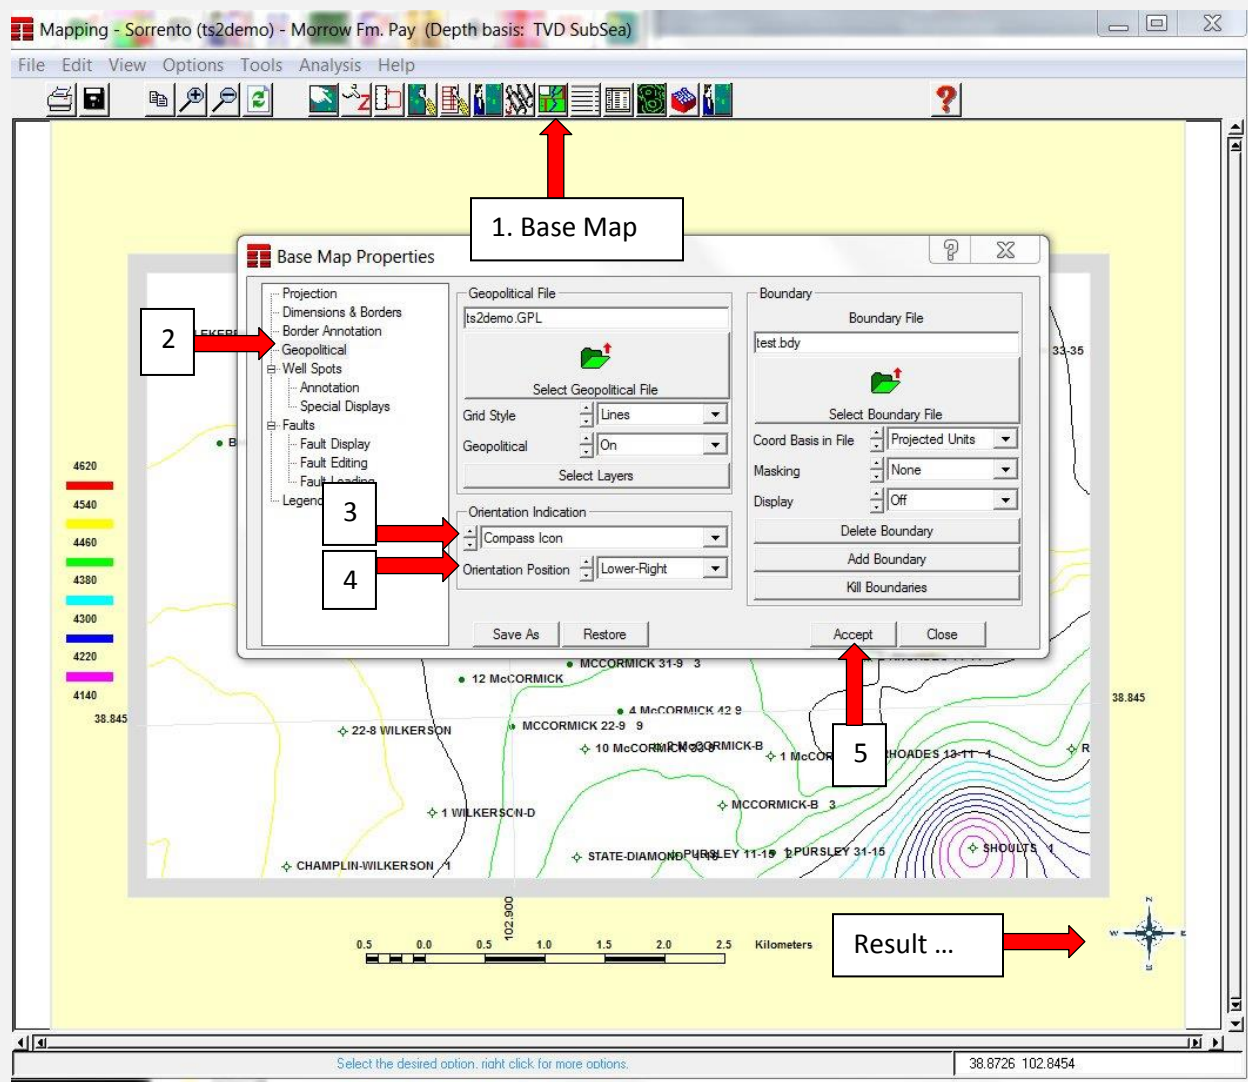 Mapping - Sorrento (ts2demo) - Morrow Fm. Pay (Depth basis: TVD SubSea)
File Edit View Options Tools Analysis Help
1. Base Map
Base Map Properties
Projection
Dimensions & Borders
Border Annotation
Geopolitical
Well Spots
Annotation
Special Displays
Faults
Fault Display
Fault Editing
Fault Loading
Legend
2
3
4
Geopolitical File
ts2demo.GPL
Select Geopolitical File
Grid Style Lines
Geopolitical On
Select Layers
Orientation Indication
Compass Icon
Orientation Position Lower-Right
Save As Restore
Boundary
Boundary File
test.bdy
Select Boundary File
Coord Basis in File Projected Units
Masking None
Display Off
Delete Boundary
Add Boundary
Kill Boundaries
Accept Close
5
33-35
B
4620
4540
4460
4380
4300
4220
4140
38.845
38.845
MCCORMICK 31-9 3
12 McCORMICK
4 McCORMICK 42 9
22-8 WILKERSON
MCCORMICK 22-9 9
10 McCORMICK
McCORMICK-B
1 McCOR
RHOADES 13-11 1
R
MCCORMICK-B 3
1 WILKERSON-D
STATE-DIAMOND
PURSLEY 11-15 1
PURSLEY 31-15
SHOULTS 1
CHAMPLIN-WILKERSON 1
102.900
0.5 0.0 0.5 1.0 1.5 2.0 2.5 Kilometers
Result ...
N
W E
S
Select the desired option, right click for more options.
38.8726 102.8454